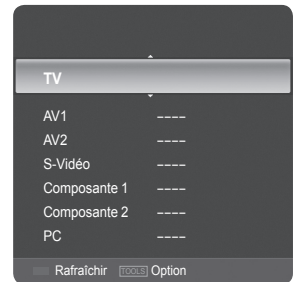 TV
AV1 ----
AV2 ----
S-Vidéo ----
Composante 1 ----
Composante 2 ----
PC ----
Rafraîchir TOOLS Option